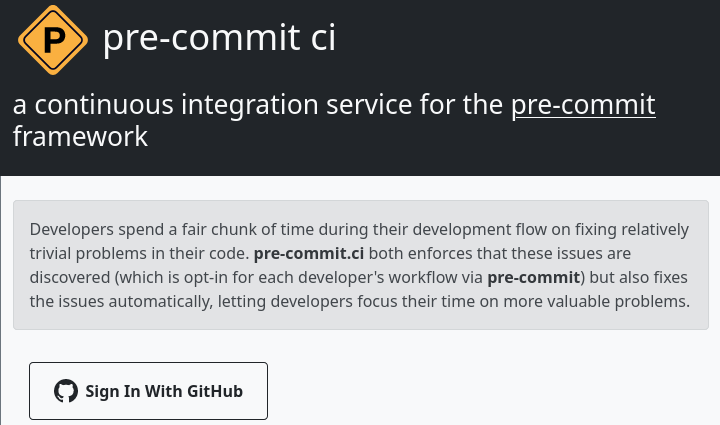 P
pre-commit ci
a continuous integration service for the pre-commit
framework
Developers spend a fair chunk of time during their development flow on fixing relatively
trivial problems in their code. pre-commit.ci both enforces that these issues are
discovered (which is opt-in for each developer's workflow via pre-commit) but also fixes
the issues automatically, letting developers focus their time on more valuable problems.
Sign In With GitHub